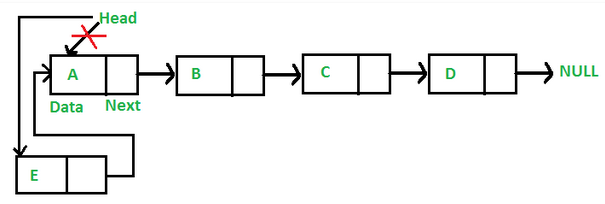 Head
A B C D NULL
Data Next
E